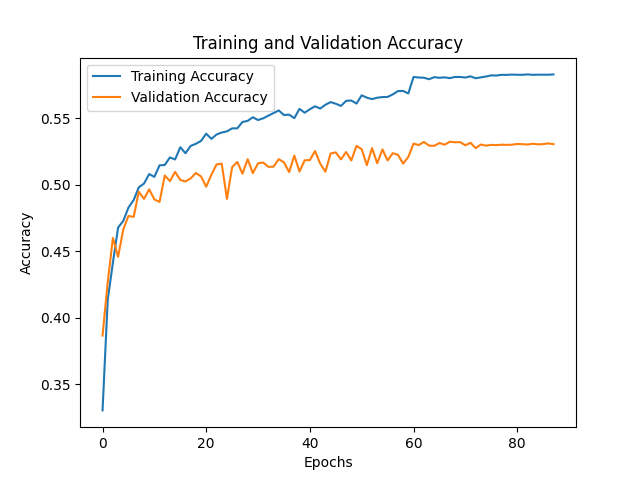 Training and Validation Accuracy
Training Accuracy
Validation Accuracy
0.55
0.50
0.45
0.40
0.35
Accuracy
0
20
40
60
80
Epochs